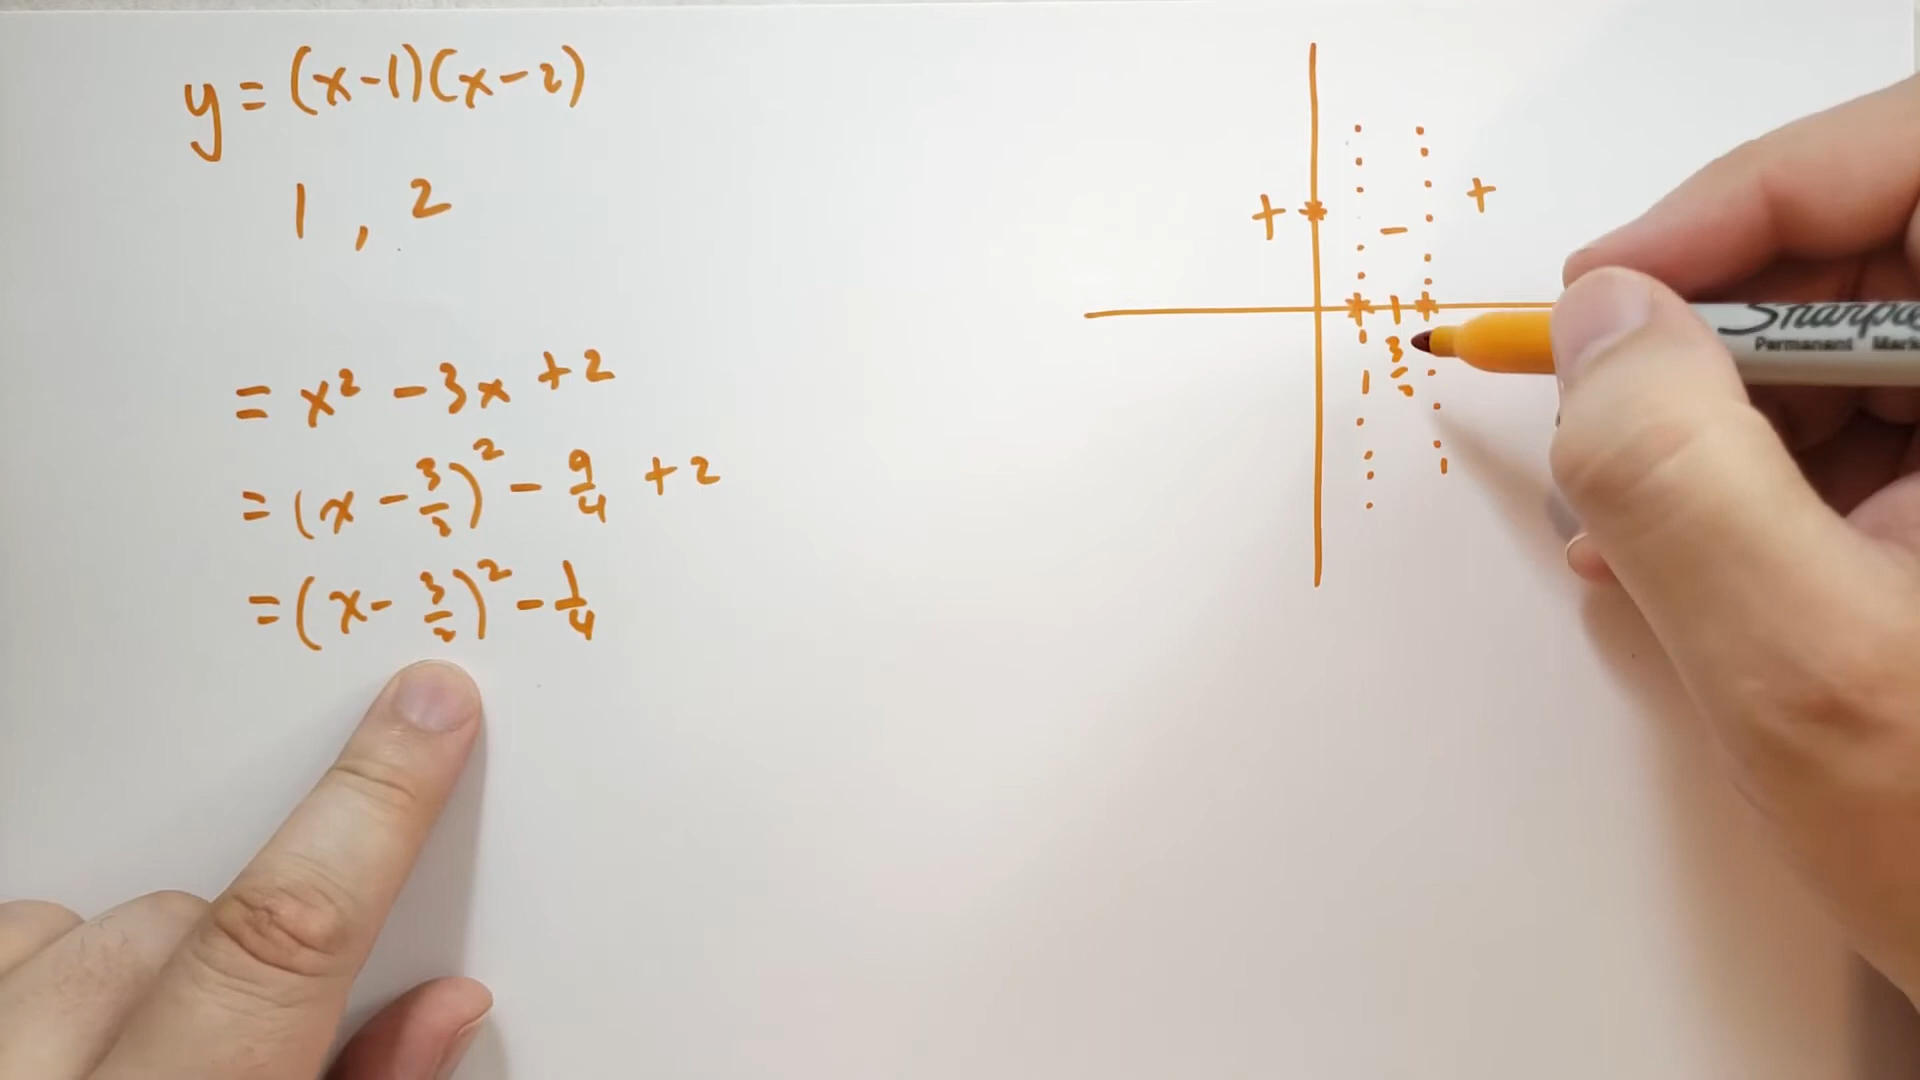 y = (x-1)(x-2)
1 , 2
= x² - 3x + 2
= (x - 3/2)² - 9/4 + 2
= (x - 3/2)² - 1/4
+ - +
1 3/2
Sharpie
Permanent Mark